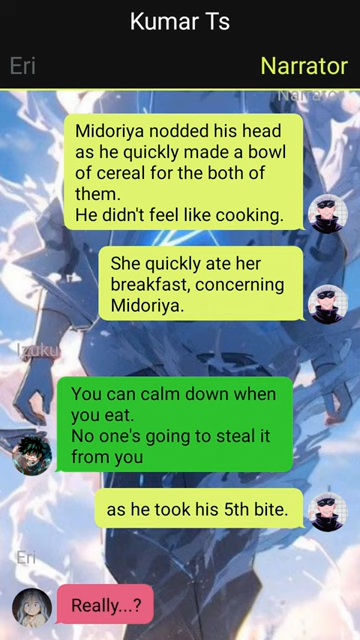 Kumar Ts
Eri
Narrator
Narrator
Midoriya nodded his head
as he quickly made a bowl
of cereal for the both of
them.
He didn't feel like cooking.
She quickly ate her
breakfast, concerning
Midoriya.
Izuku
You can calm down when
you eat.
No one's going to steal it
from you
as he took his 5th bite.
Eri
Really...?